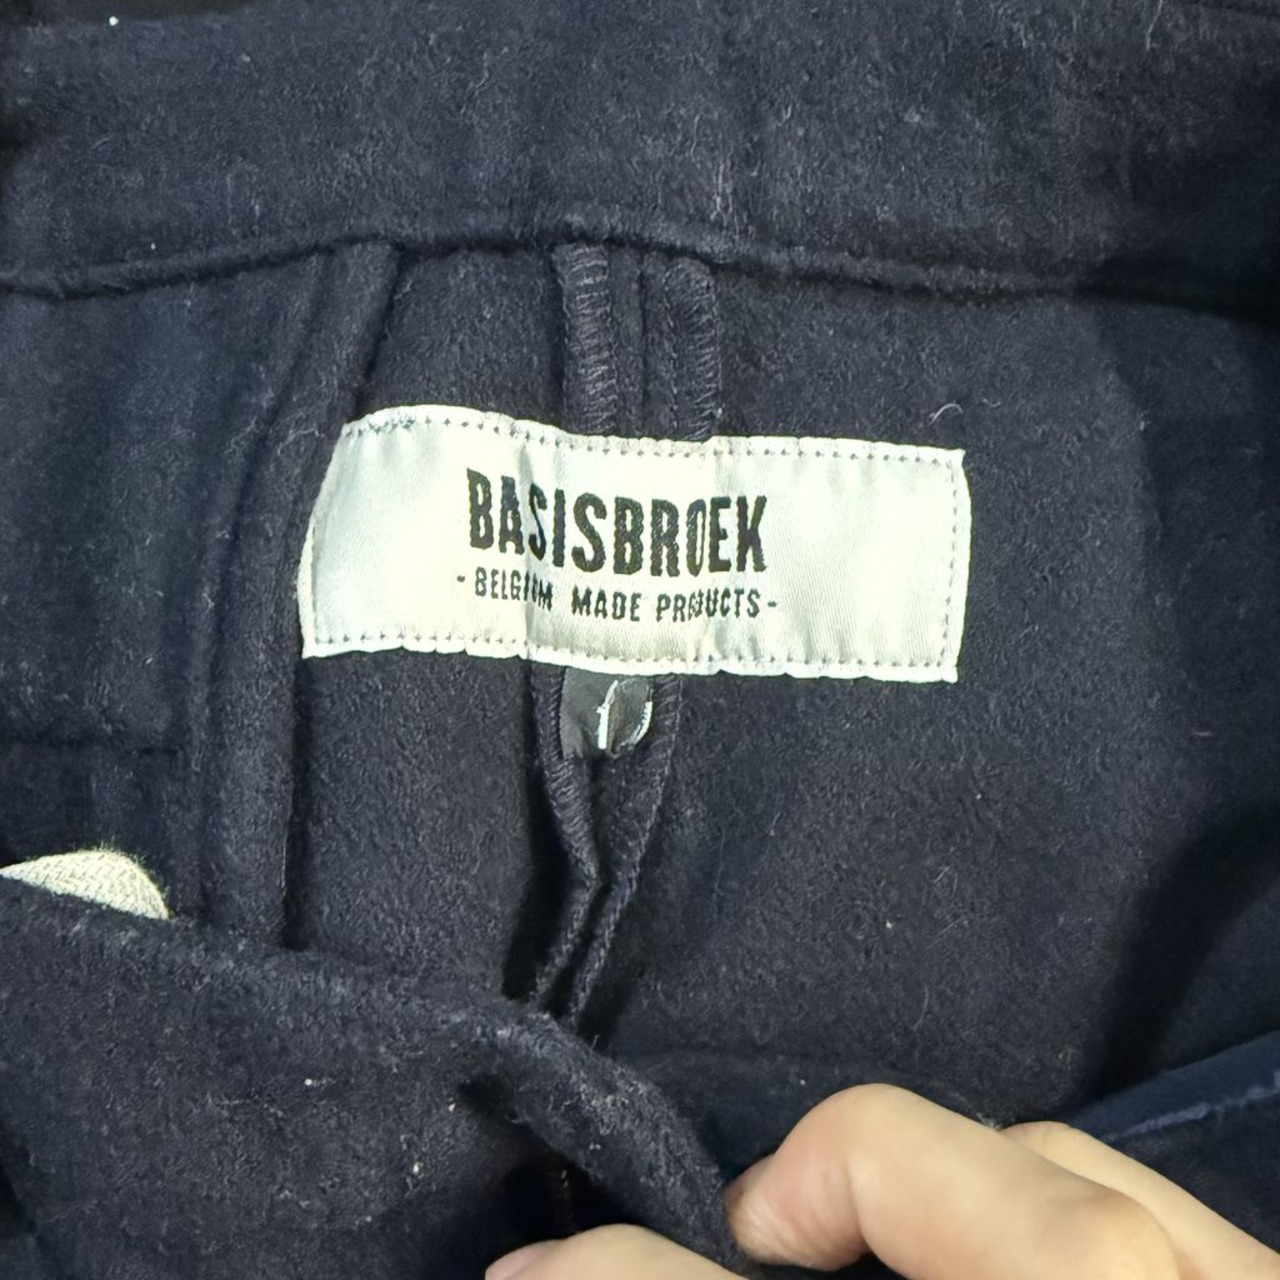 BASISBROEK
- BELGIUM MADE PRODUCTS -